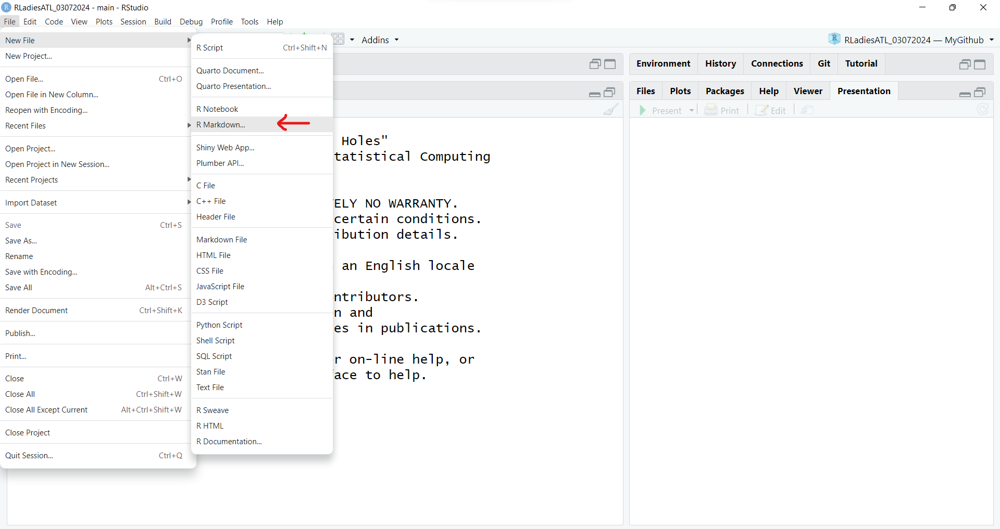 RLadiesATL_03072024 - main - RStudio
File Edit Code View Plots Session Build Debug Profile Tools Help
Addins
RLadiesATL_03072024 — MyGithub
New File
New Project...
Open File... Ctrl+O
Open File in New Column...
Reopen with Encoding...
Recent Files
Open Project...
Open Project in New Session...
Recent Projects
Import Dataset
Save Ctrl+S
Save As...
Rename
Save with Encoding...
Save All Alt+Ctrl+S
Render Document Ctrl+Shift+K
Publish...
Print...
Close Ctrl+W
Close All Ctrl+Shift+W
Close All Except Current Alt+Ctrl+Shift+W
Close Project
Quit Session... Ctrl+Q
R Script Ctrl+Shift+N
Quarto Document...
Quarto Presentation...
R Notebook
R Markdown...
Shiny Web App...
Plumber API...
C File
C++ File
Header File
Markdown File
HTML File
CSS File
JavaScript File
D3 Script
Python Script
Shell Script
SQL Script
Stan File
Text File
R Sweave
R HTML
R Documentation...
Holes"
tatistical Computing
ELY NO WARRANTY.
certain conditions.
ibution details.
an English locale
ntributors.
n and
es in publications.
r on-line help, or
ace to help.
Environment History Connections Git Tutorial
Files Plots Packages Help Viewer Presentation
Present Print Edit